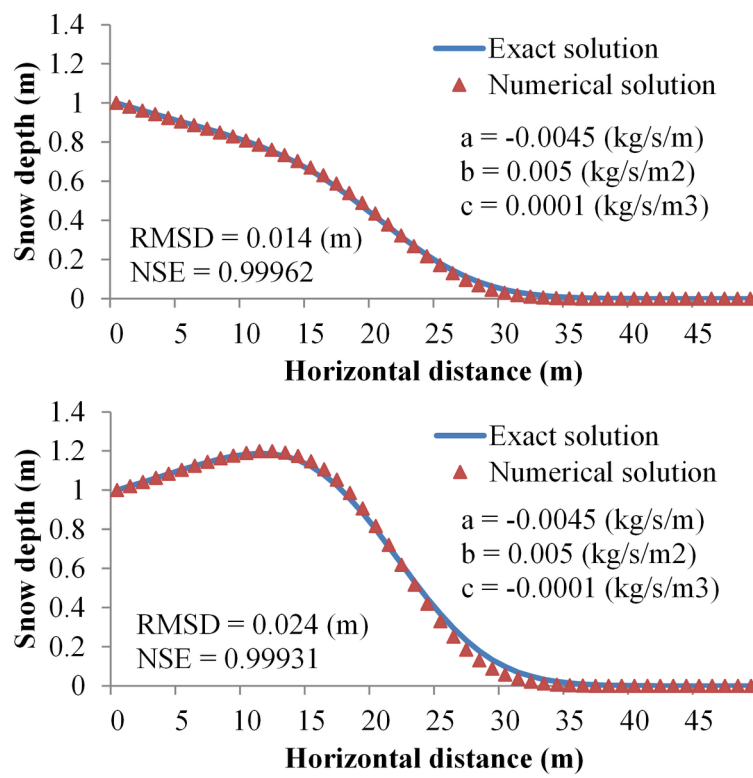 1.4
1.2
1
0.8
0.6
0.4
0.2
0
Snow depth (m)
Exact solution
Numerical solution
a = -0.0045 (kg/s/m)
b = 0.005 (kg/s/m2)
c = 0.0001 (kg/s/m3)
RMSD = 0.014 (m)
NSE = 0.99962
0 5 10 15 20 25 30 35 40 45
Horizontal distance (m)
1.4
1.2
1
0.8
0.6
0.4
0.2
0
Snow depth (m)
Exact solution
Numerical solution
a = -0.0045 (kg/s/m)
b = 0.005 (kg/s/m2)
c = -0.0001 (kg/s/m3)
RMSD = 0.024 (m)
NSE = 0.99931
0 5 10 15 20 25 30 35 40 45
Horizontal distance (m)